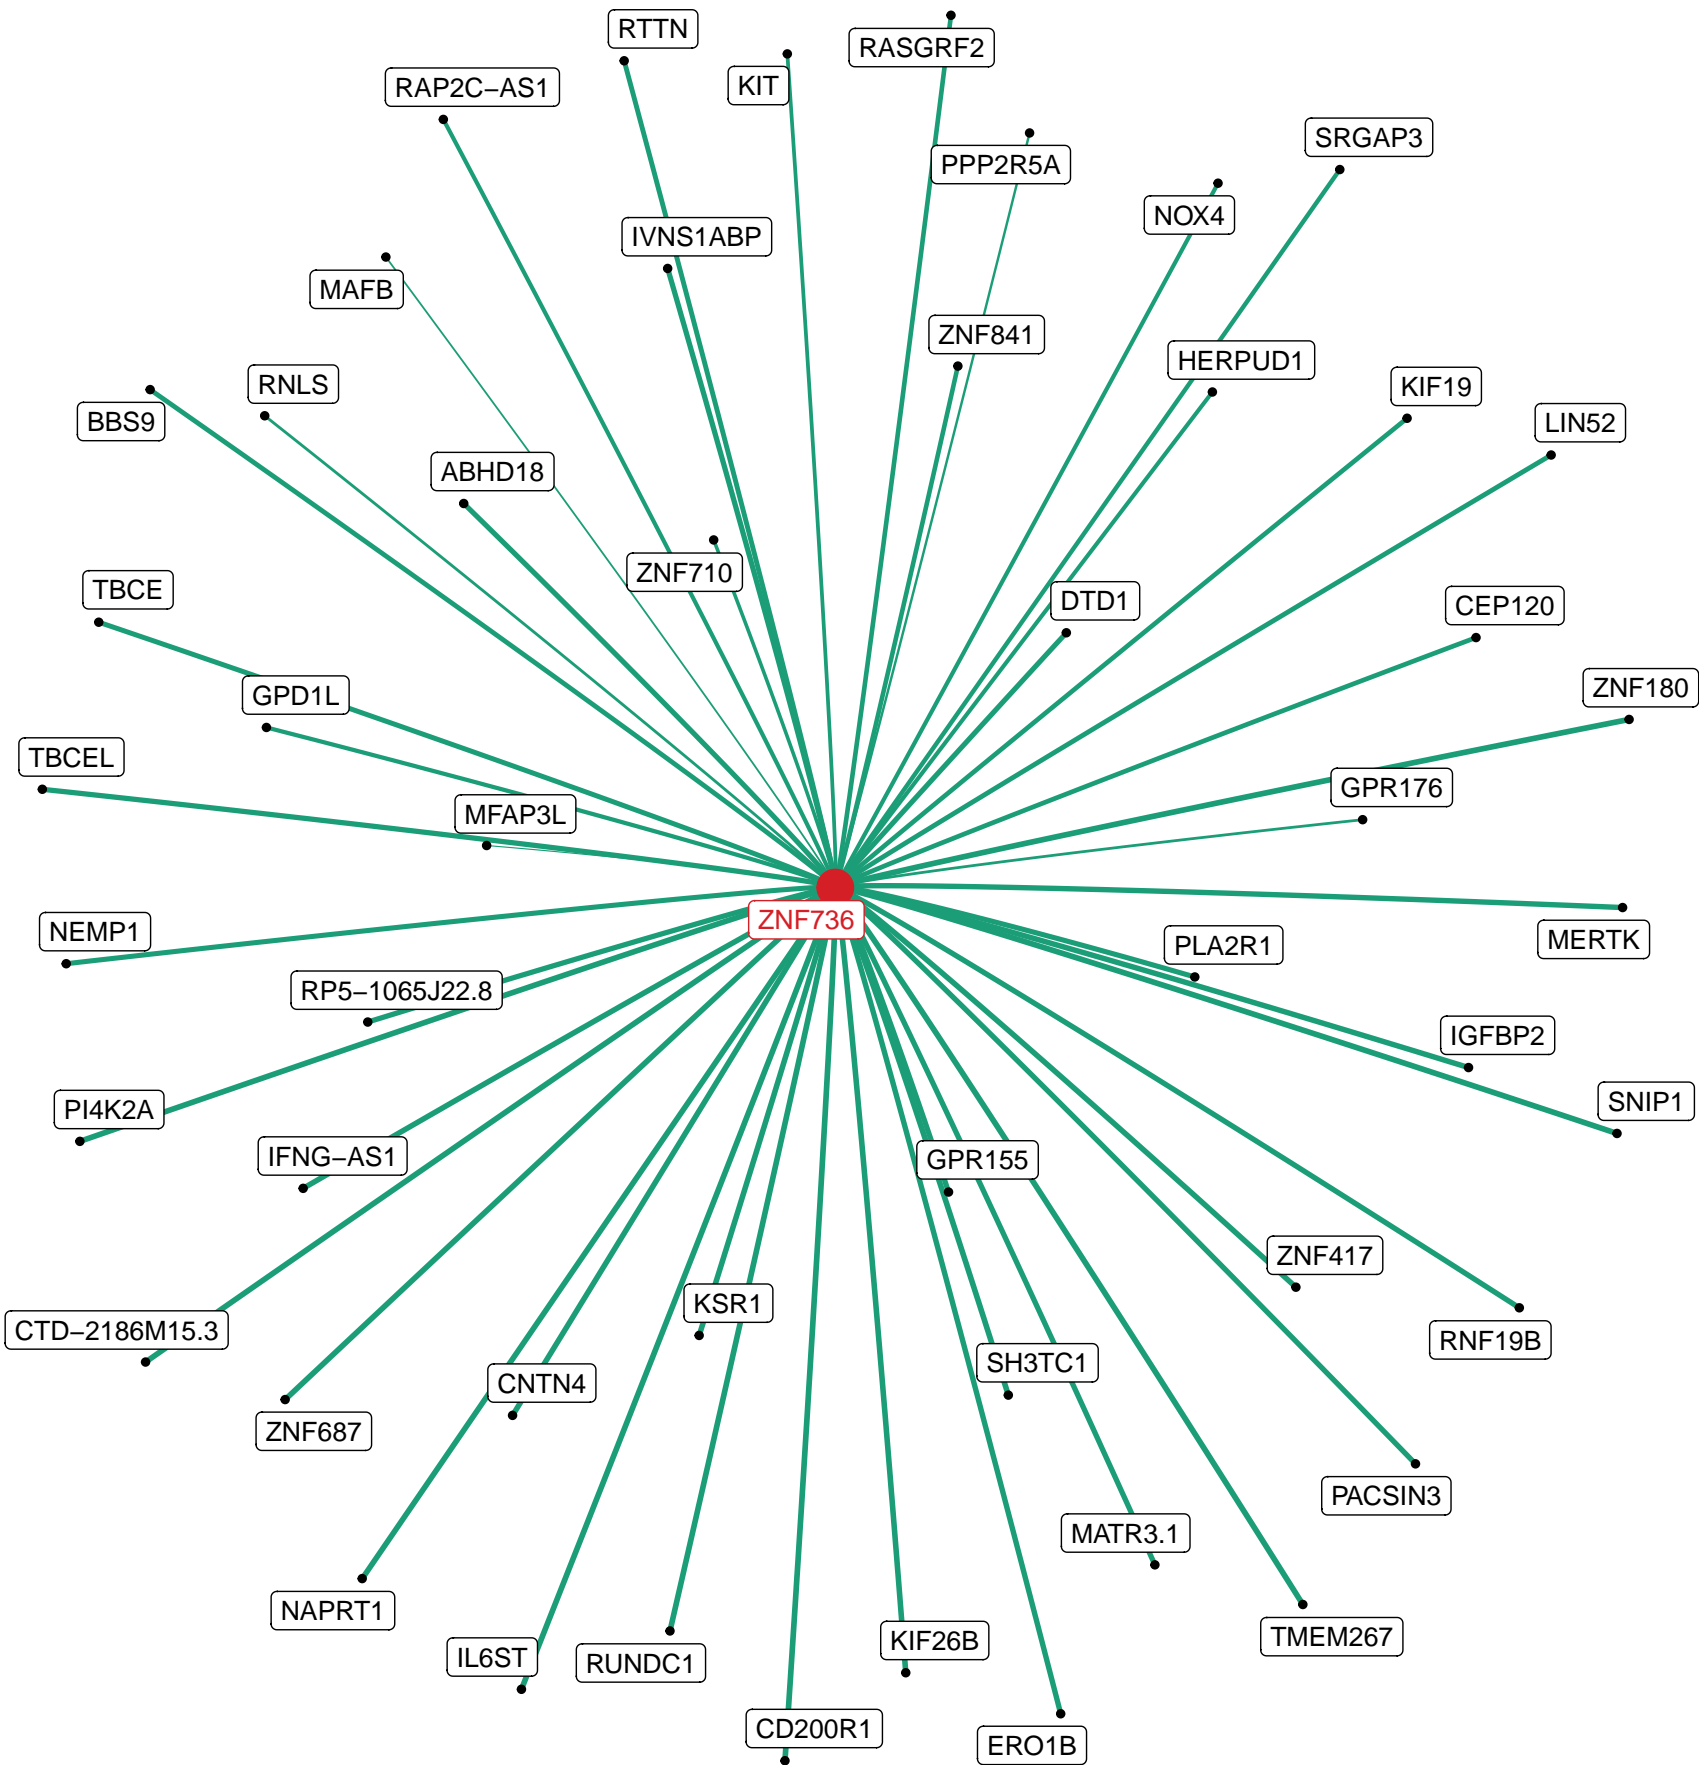 RTTN
RASGRF2
KIT
RAP2C−AS1
SRGAP3
PPP2R5A
NOX4
IVNS1ABP
MAFB
ZNF841
HERPUD1
RNLS
KIF19
BBS9
LIN52
ABHD18
ZNF710
TBCE
DTD1
CEP120
ZNF180
GPD1L
TBCEL
GPR176
MFAP3L
ZNF736
NEMP1
MERTK
PLA2R1
RP5−1065J22.8
IGFBP2
SNIP1
PI4K2A
IFNG−AS1
GPR155
ZNF417
KSR1
CTD−2186M15.3
RNF19B
SH3TC1
CNTN4
ZNF687
PACSIN3
MATR3.1
NAPRT1
TMEM267
KIF26B
IL6ST
RUNDC1
CD200R1
ERO1B